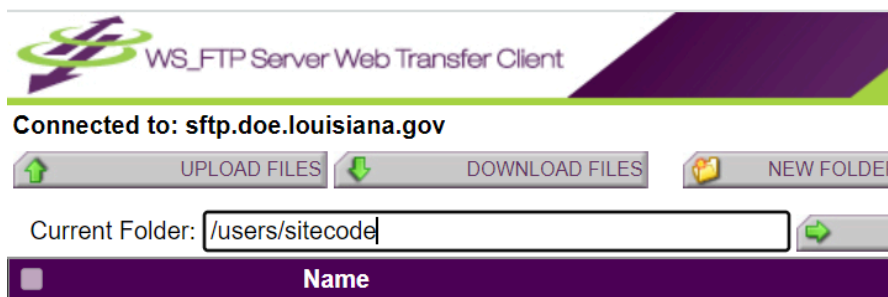 WS_FTP Server Web Transfer Client
Connected to: sftp.doe.louisiana.gov
UPLOAD FILES DOWNLOAD FILES NEW FOLDER
Current Folder: /users/sitecode
Name